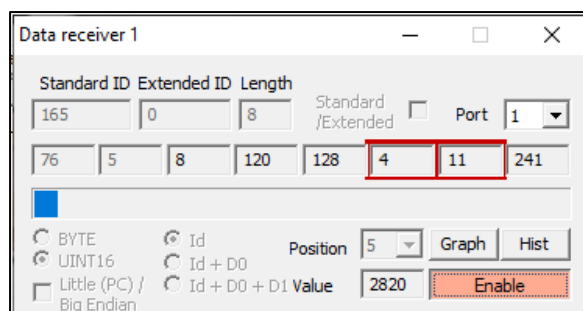 Data receiver 1
Standard ID Extended ID Length
165 0 8 Standard /Extended Port 1
76 5 8 120 128 4 11 241
BYTE Id Position 5 Graph Hist
UINT16 Id + D0
Little (PC) / Id + D0 + D1 Value 2820 Enable
Big Endian